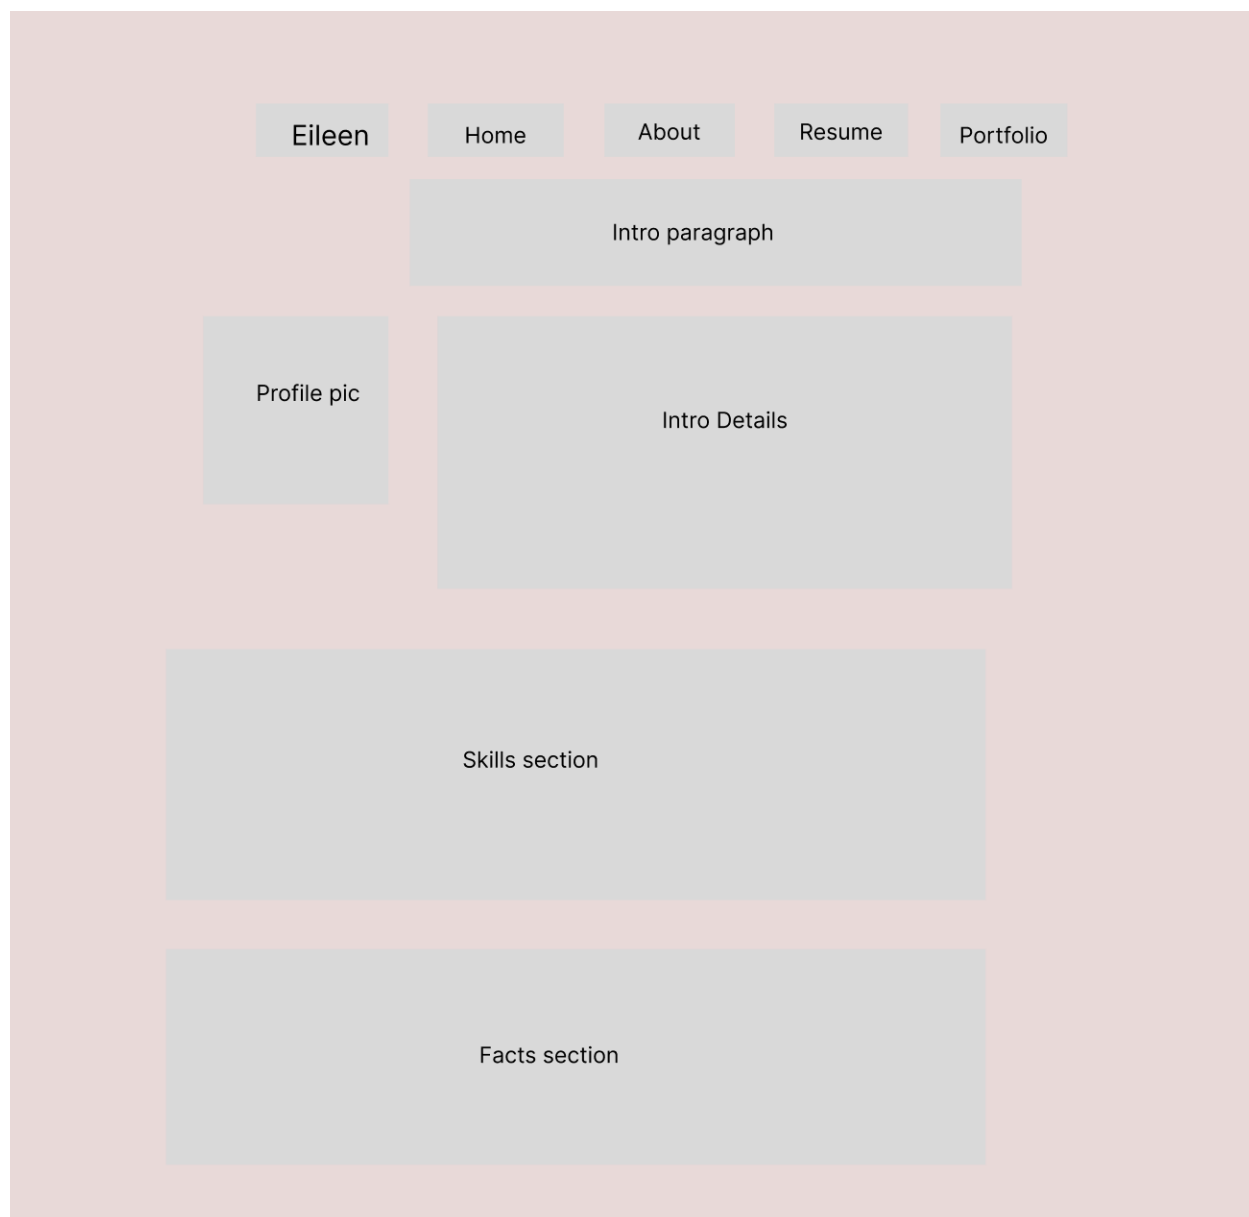 Eileen
Home
About
Resume
Portfolio
Intro paragraph
Profile pic
Intro Details
Skills section
Facts section